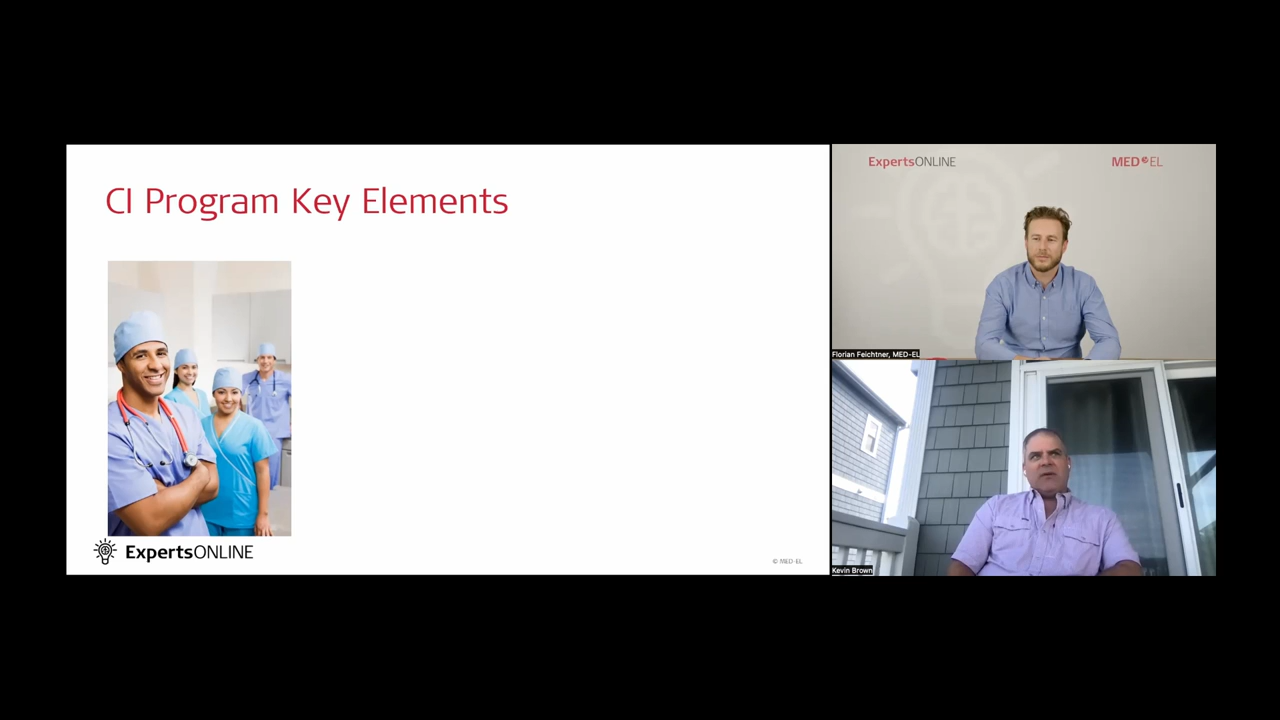 CI Program Key Elements
ExpertsONLINE
© MED-EL
ExpertsONLINE
MED-EL
Florian Feichtner, MED-EL
Kevin Brown